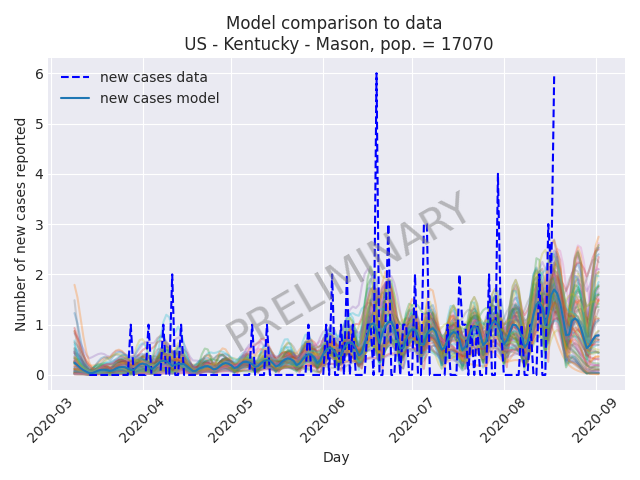 Model comparison to data
US - Kentucky - Mason, pop. = 17070
new cases data
new cases model
Number of new cases reported
6
5
4
3
2
1
0
PRELIMINARY
2020-03
2020-04
2020-05
2020-06
2020-07
2020-08
2020-09
Day